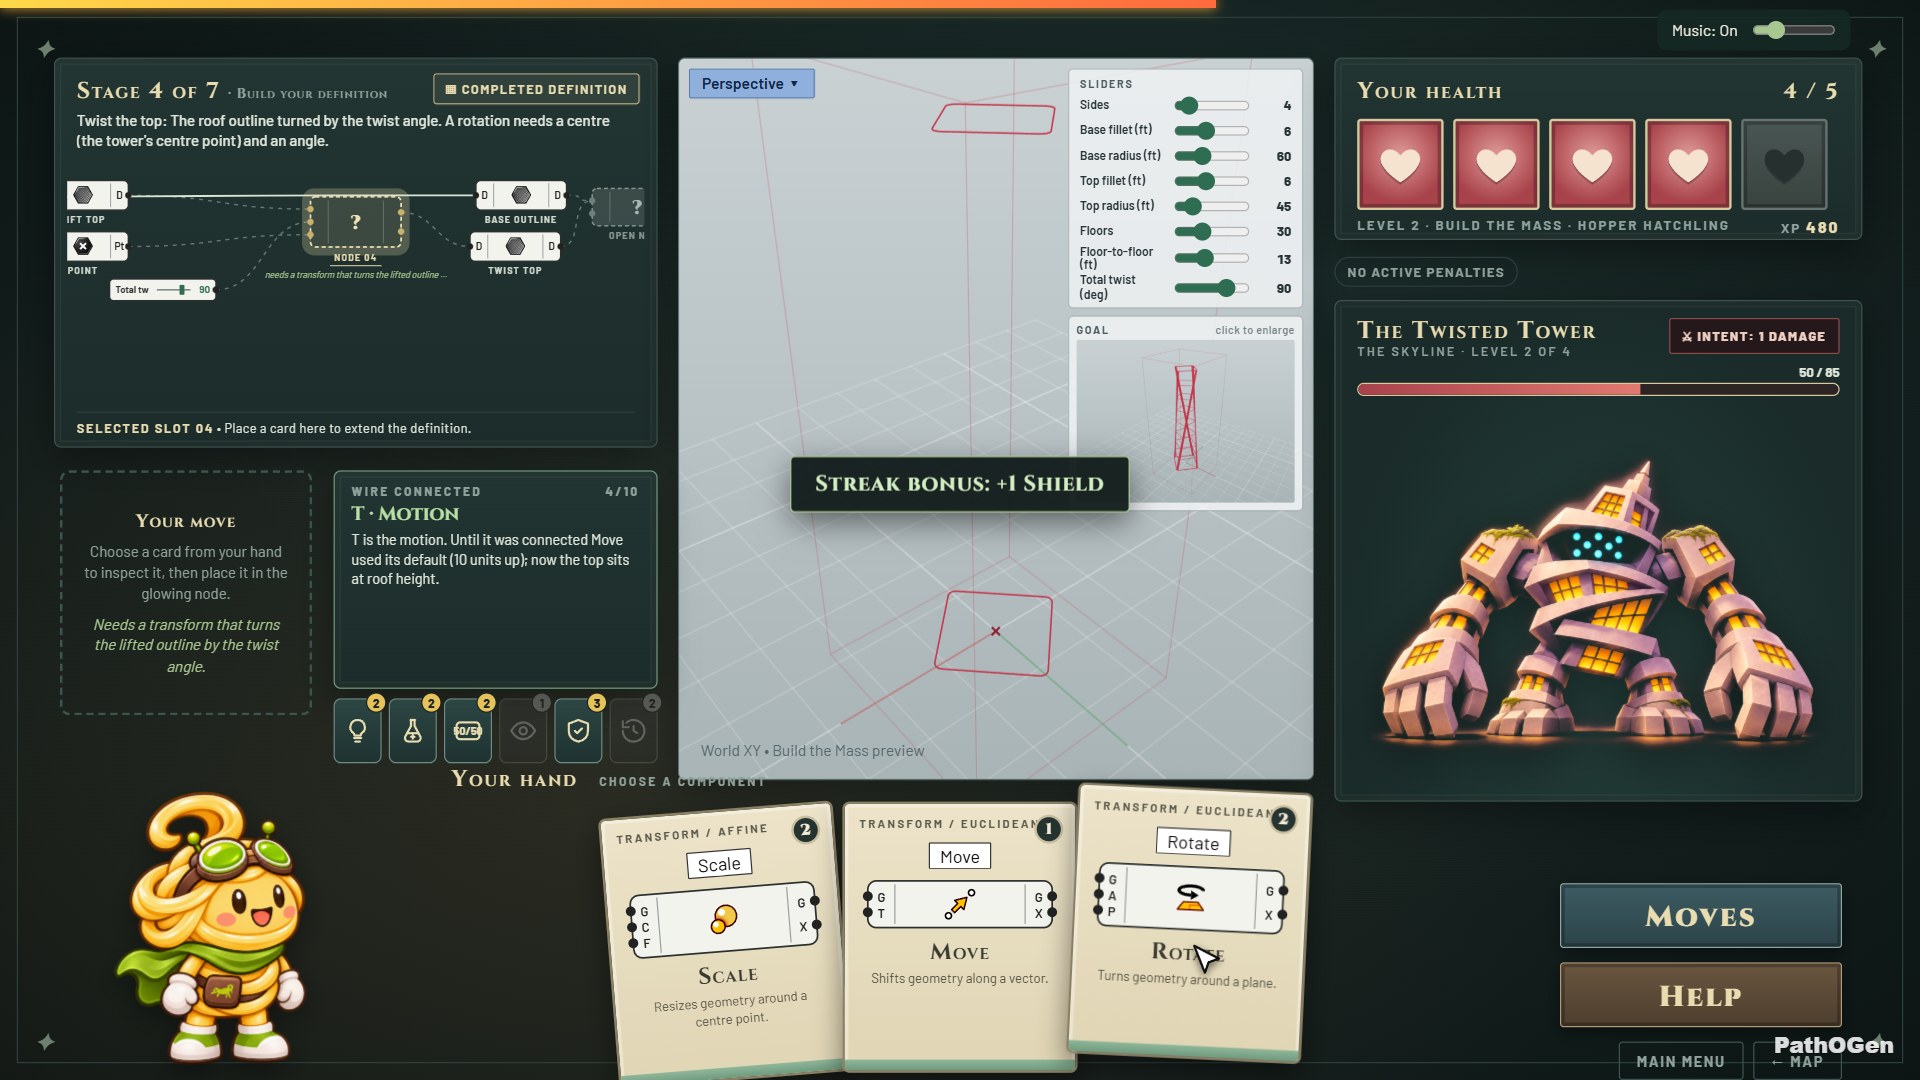 Music: On
Stage 4 of 7 · Build your definition
COMPLETED DEFINITION
Twist the top: The roof outline turned by the twist angle. A rotation needs a centre
(the tower's centre point) and an angle.
D
IFT TOP
Pt
POINT
Total tw 90
?
NODE 04
needs a transform that turns the lifted outline ...
D D
BASE OUTLINE
D D
TWIST TOP
?
OPEN N
SELECTED SLOT 04 • Place a card here to extend the definition.
Your move
Choose a card from your hand
to inspect it, then place it in the
glowing node.
Needs a transform that turns
the lifted outline by the twist
angle.
WIRE CONNECTED 4/10
T · Motion
T is the motion. Until it was connected Move
used its default (10 units up); now the top sits
at roof height.
2 2 2 1 3 2
50/50
Perspective
SLIDERS
Sides 4
Base fillet (ft) 6
Base radius (ft) 60
Top fillet (ft) 6
Top radius (ft) 45
Floors 30
Floor-to-floor
(ft) 13
Total twist
(deg) 90
GOAL click to enlarge
Streak bonus: +1 Shield
World XY • Build the Mass preview
Your health 4 / 5
LEVEL 2 · BUILD THE MASS · HOPPER HATCHLING XP 480
NO ACTIVE PENALTIES
The Twisted Tower
INTENT: 1 DAMAGE
THE SKYLINE · LEVEL 2 OF 4
50 / 85
Your hand CHOOSE A COMPONENT
TRANSFORM / AFFINE 2
Scale
G
C
F
G
X
Scale
Resizes geometry around a
centre point.
TRANSFORM / EUCLIDEAN 1
Move
G
T
G
X
Move
Shifts geometry along a vector.
TRANSFORM / EUCLIDEAN 2
Rotate
G
A
P
G
X
Rotate
Turns geometry around a plane.
Moves
Help
MAIN MENU
← MAP
PathOGen